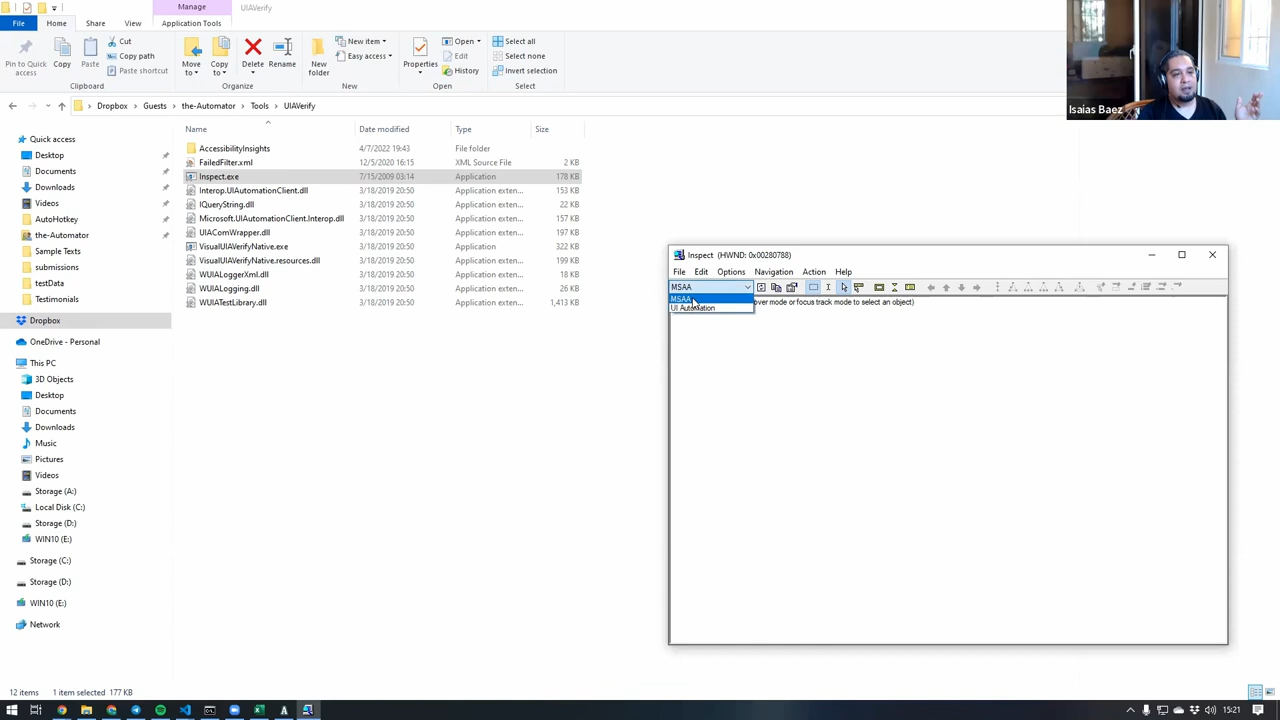 Manage
UIAVerify
File
Home
Share
View
Application Tools
Pin to Quick access
Copy
Paste
Cut
Copy path
Paste shortcut
Clipboard
Move to
Copy to
Delete
Rename
Organize
New folder
New item
Easy access
New
Properties
Open
Edit
History
Open
Select all
Select none
Invert selection
Select
Isaias Baez
Dropbox > Guests > the-Automator > Tools > UIAVerify
Name
Date modified
Type
Size
AccessibilityInsights 4/7/2022 19:43 File folder
FailedFilter.xml 12/5/2020 16:15 XML Source File 2 KB
Inspect.exe 7/15/2009 03:14 Application 178 KB
Interop.UIAutomationClient.dll 3/18/2019 20:50 Application exten... 153 KB
IQueryString.dll 3/18/2019 20:50 Application exten... 22 KB
Microsoft.UIAutomationClient.Interop.dll 3/18/2019 20:50 Application exten... 157 KB
UIAComWrapper.dll 3/18/2019 20:50 Application exten... 197 KB
VisualUIAVerifyNative.exe 3/18/2019 20:50 Application 322 KB
VisualUIAVerifyNative.resources.dll 3/18/2019 20:50 Application exten... 199 KB
WUIALoggerXml.dll 3/18/2019 20:50 Application exten... 18 KB
WUIALogging.dll 3/18/2019 20:50 Application exten... 26 KB
WUIATestLibrary.dll 3/18/2019 20:50 Application exten... 1,413 KB
Quick access
Desktop
Documents
Downloads
Videos
AutoHotkey
the-Automator
Sample Texts
submissions
testData
Testimonials
Dropbox
OneDrive - Personal
This PC
3D Objects
Desktop
Documents
Downloads
Music
Pictures
Videos
Storage (A:)
Local Disk (C:)
Storage (D:)
WIN10 (E:)
Storage (C:)
Storage (D:)
WIN10 (E:)
Network
Inspect (HWND: 0x00280788)
File Edit Options Navigation Action Help
MSAA
MSAA
UI Automation
over mode or focus track mode to select an object)
12 items 1 item selected 177 KB
15:21